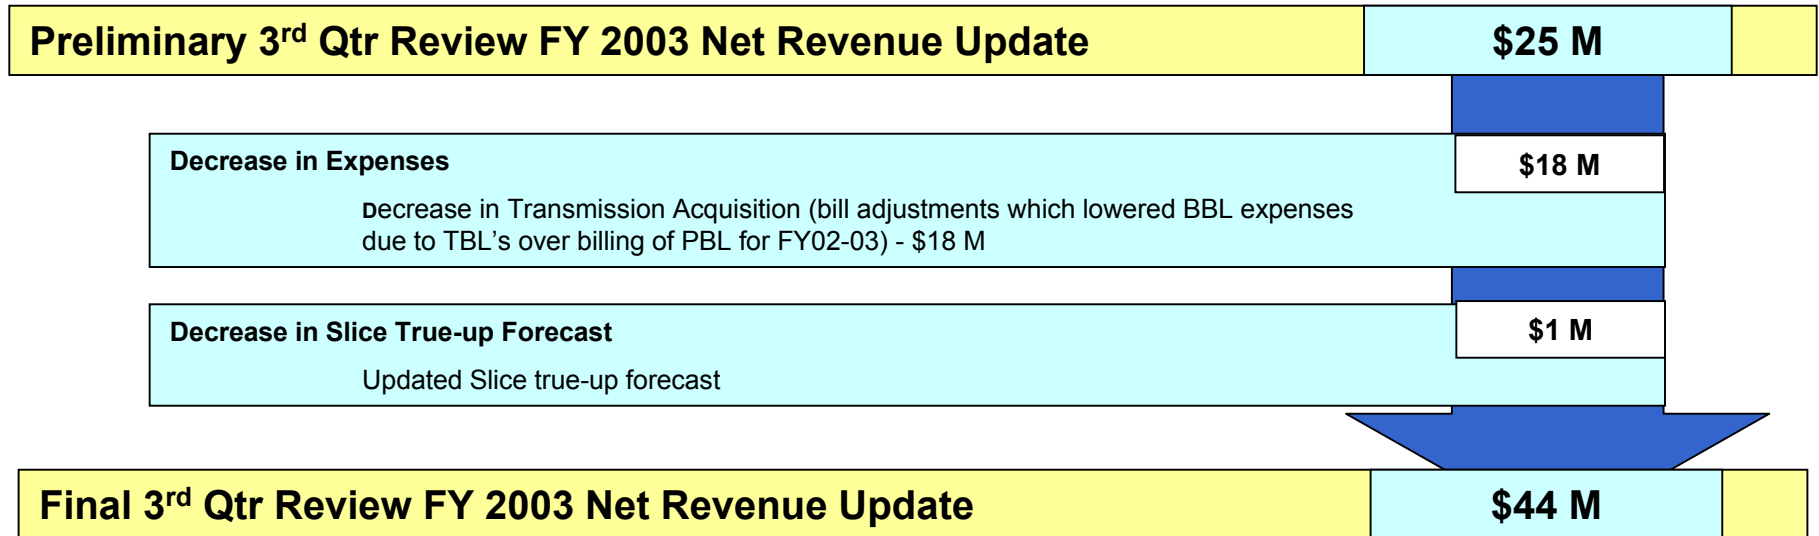 Preliminary 3rd Qtr Review FY 2003 Net Revenue Update $25 M
Decrease in Expenses $18 M
Decrease in Transmission Acquisition (bill adjustments which lowered BBL expenses
due to TBL's over billing of PBL for FY02-03) - $18 M
Decrease in Slice True-up Forecast $1 M
Updated Slice true-up forecast
Final 3rd Qtr Review FY 2003 Net Revenue Update $44 M